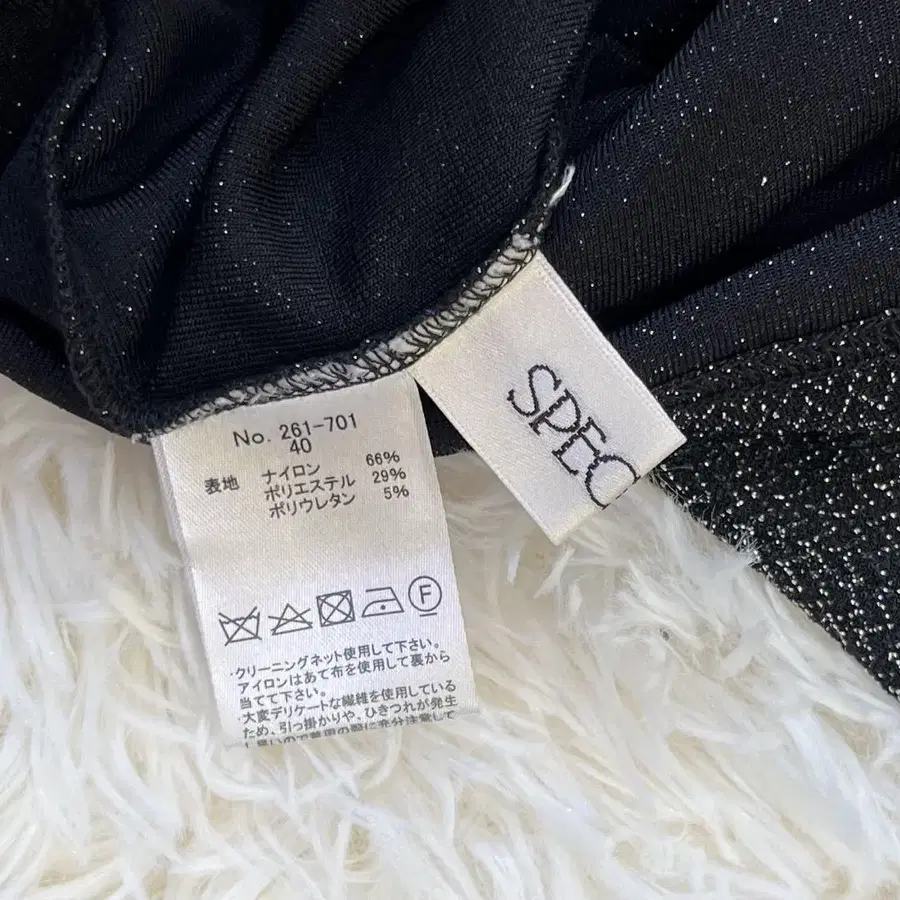 No. 261-701
40
表地 ナイロン 66%
ポリエステル 29%
ポリウレタン 5%
F
・クリーニングネット使用して下さい。
アイロンはあて布を使用して裏から
当てて下さい。
・大変デリケートな繊維を使用している
ため、引っ掛かりや、ひきつれが発生
SPEC